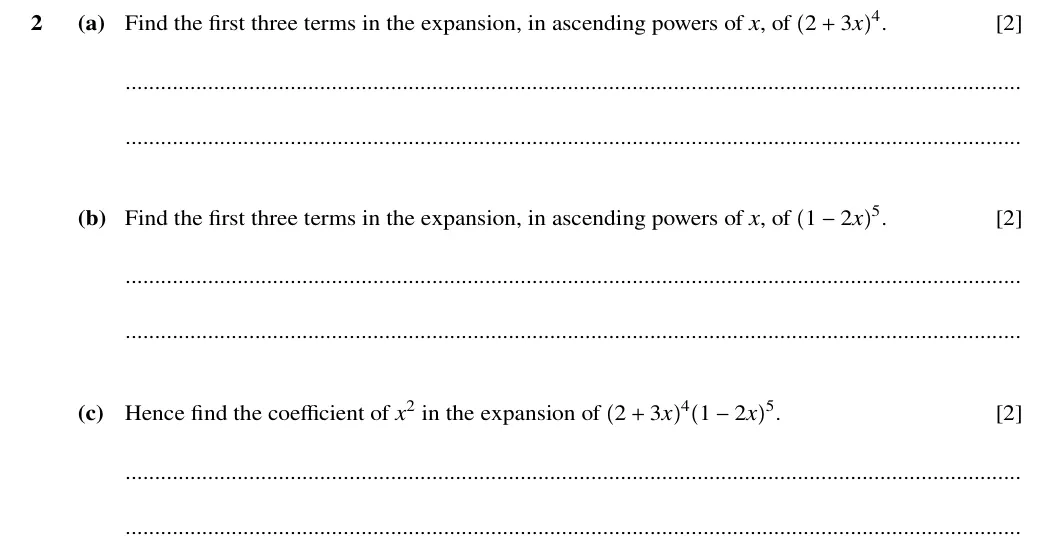 2 (a) Find the first three terms in the expansion, in ascending powers of x, of (2 + 3x)⁴. [2]
(b) Find the first three terms in the expansion, in ascending powers of x, of (1 − 2x)⁵. [2]
(c) Hence find the coefficient of x² in the expansion of (2 + 3x)⁴(1 − 2x)⁵. [2]